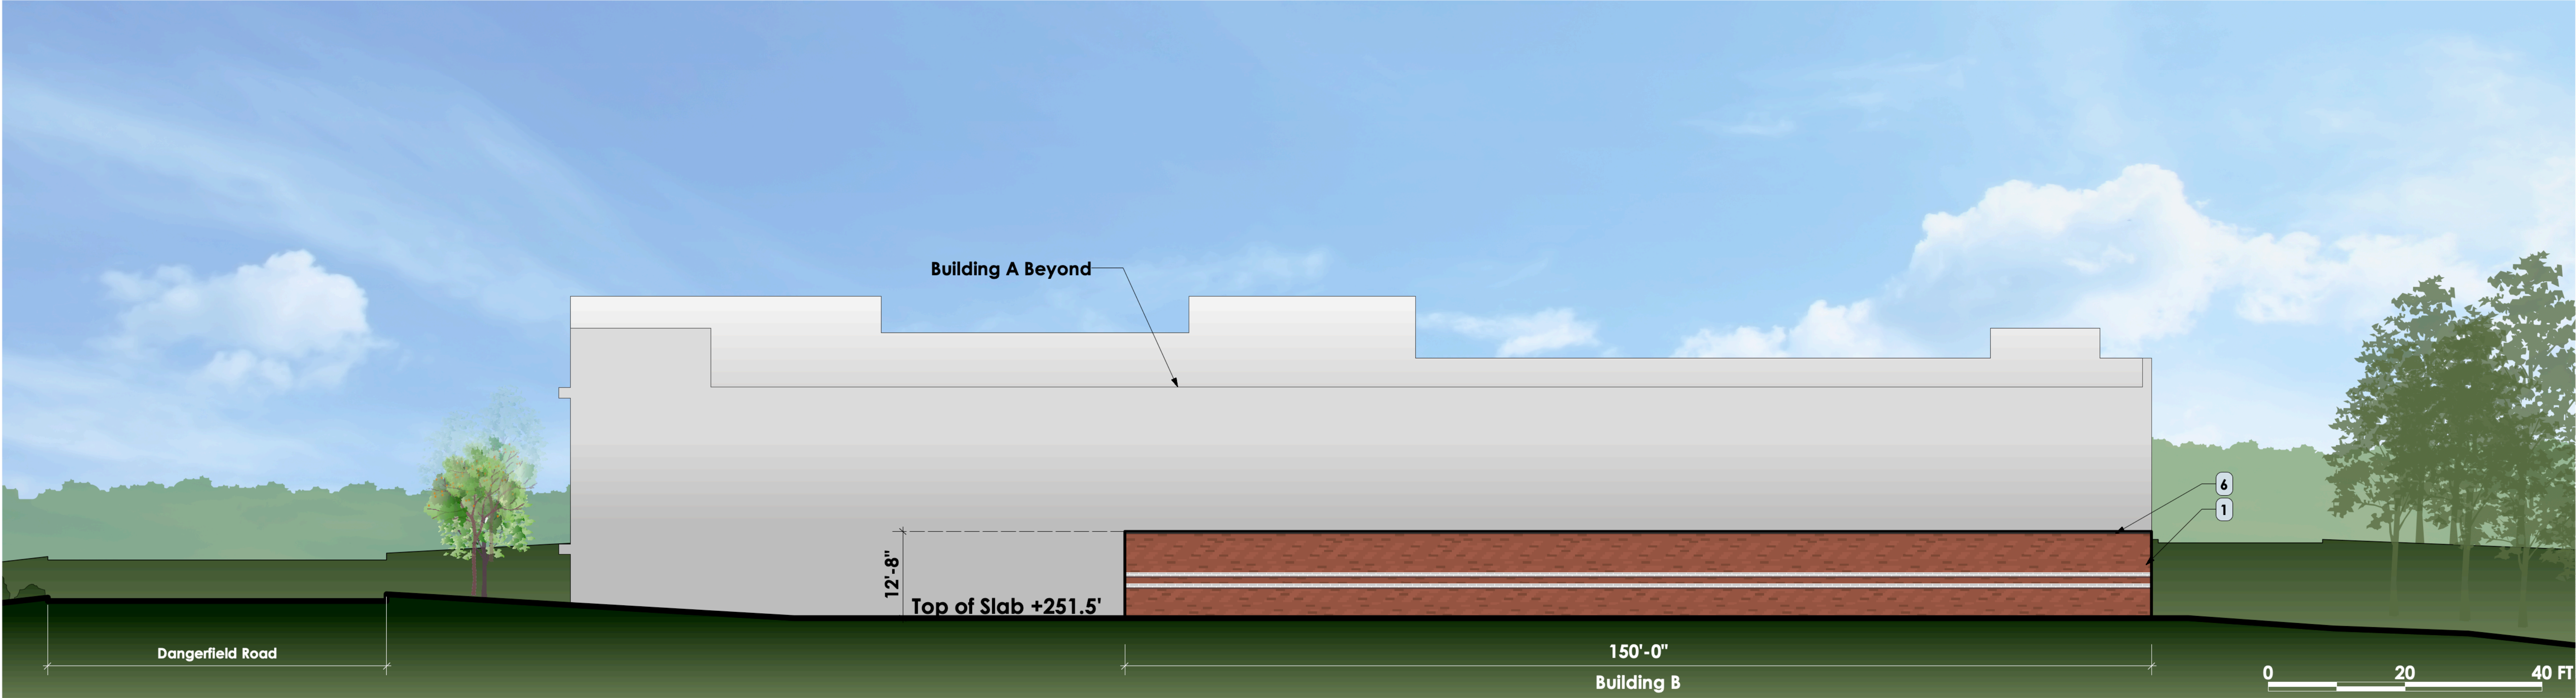 Building A Beyond
6
1
12'-8"
Top of Slab +251.5'
Dangerfield Road
150'-0"
Building B
0 20 40 FT